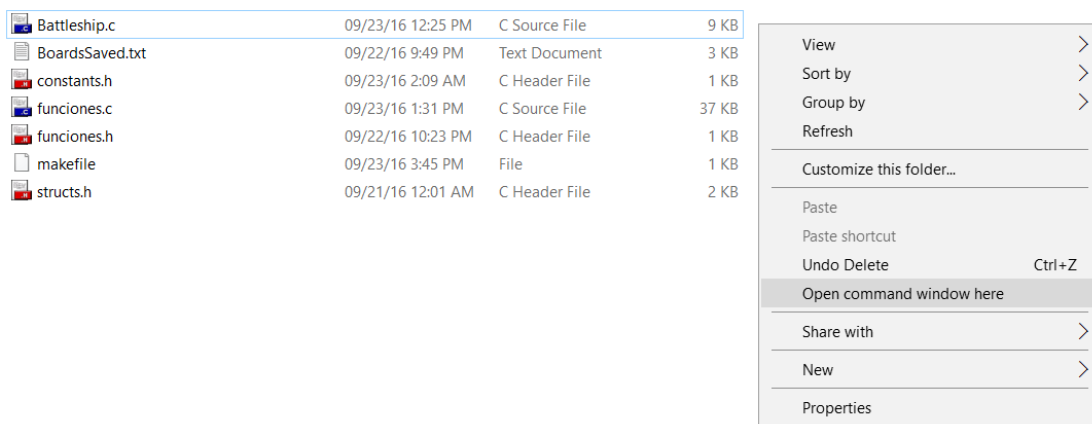 Battleship.c 09/23/16 12:25 PM C Source File 9 KB
BoardsSaved.txt 09/22/16 9:49 PM Text Document 3 KB
constants.h 09/23/16 2:09 AM C Header File 1 KB
funciones.c 09/23/16 1:31 PM C Source File 37 KB
funciones.h 09/22/16 10:23 PM C Header File 1 KB
makefile 09/23/16 3:45 PM File 1 KB
structs.h 09/21/16 12:01 AM C Header File 2 KB
View
Sort by
Group by
Refresh
Customize this folder...
Paste
Paste shortcut
Undo Delete Ctrl+Z
Open command window here
Share with
New
Properties